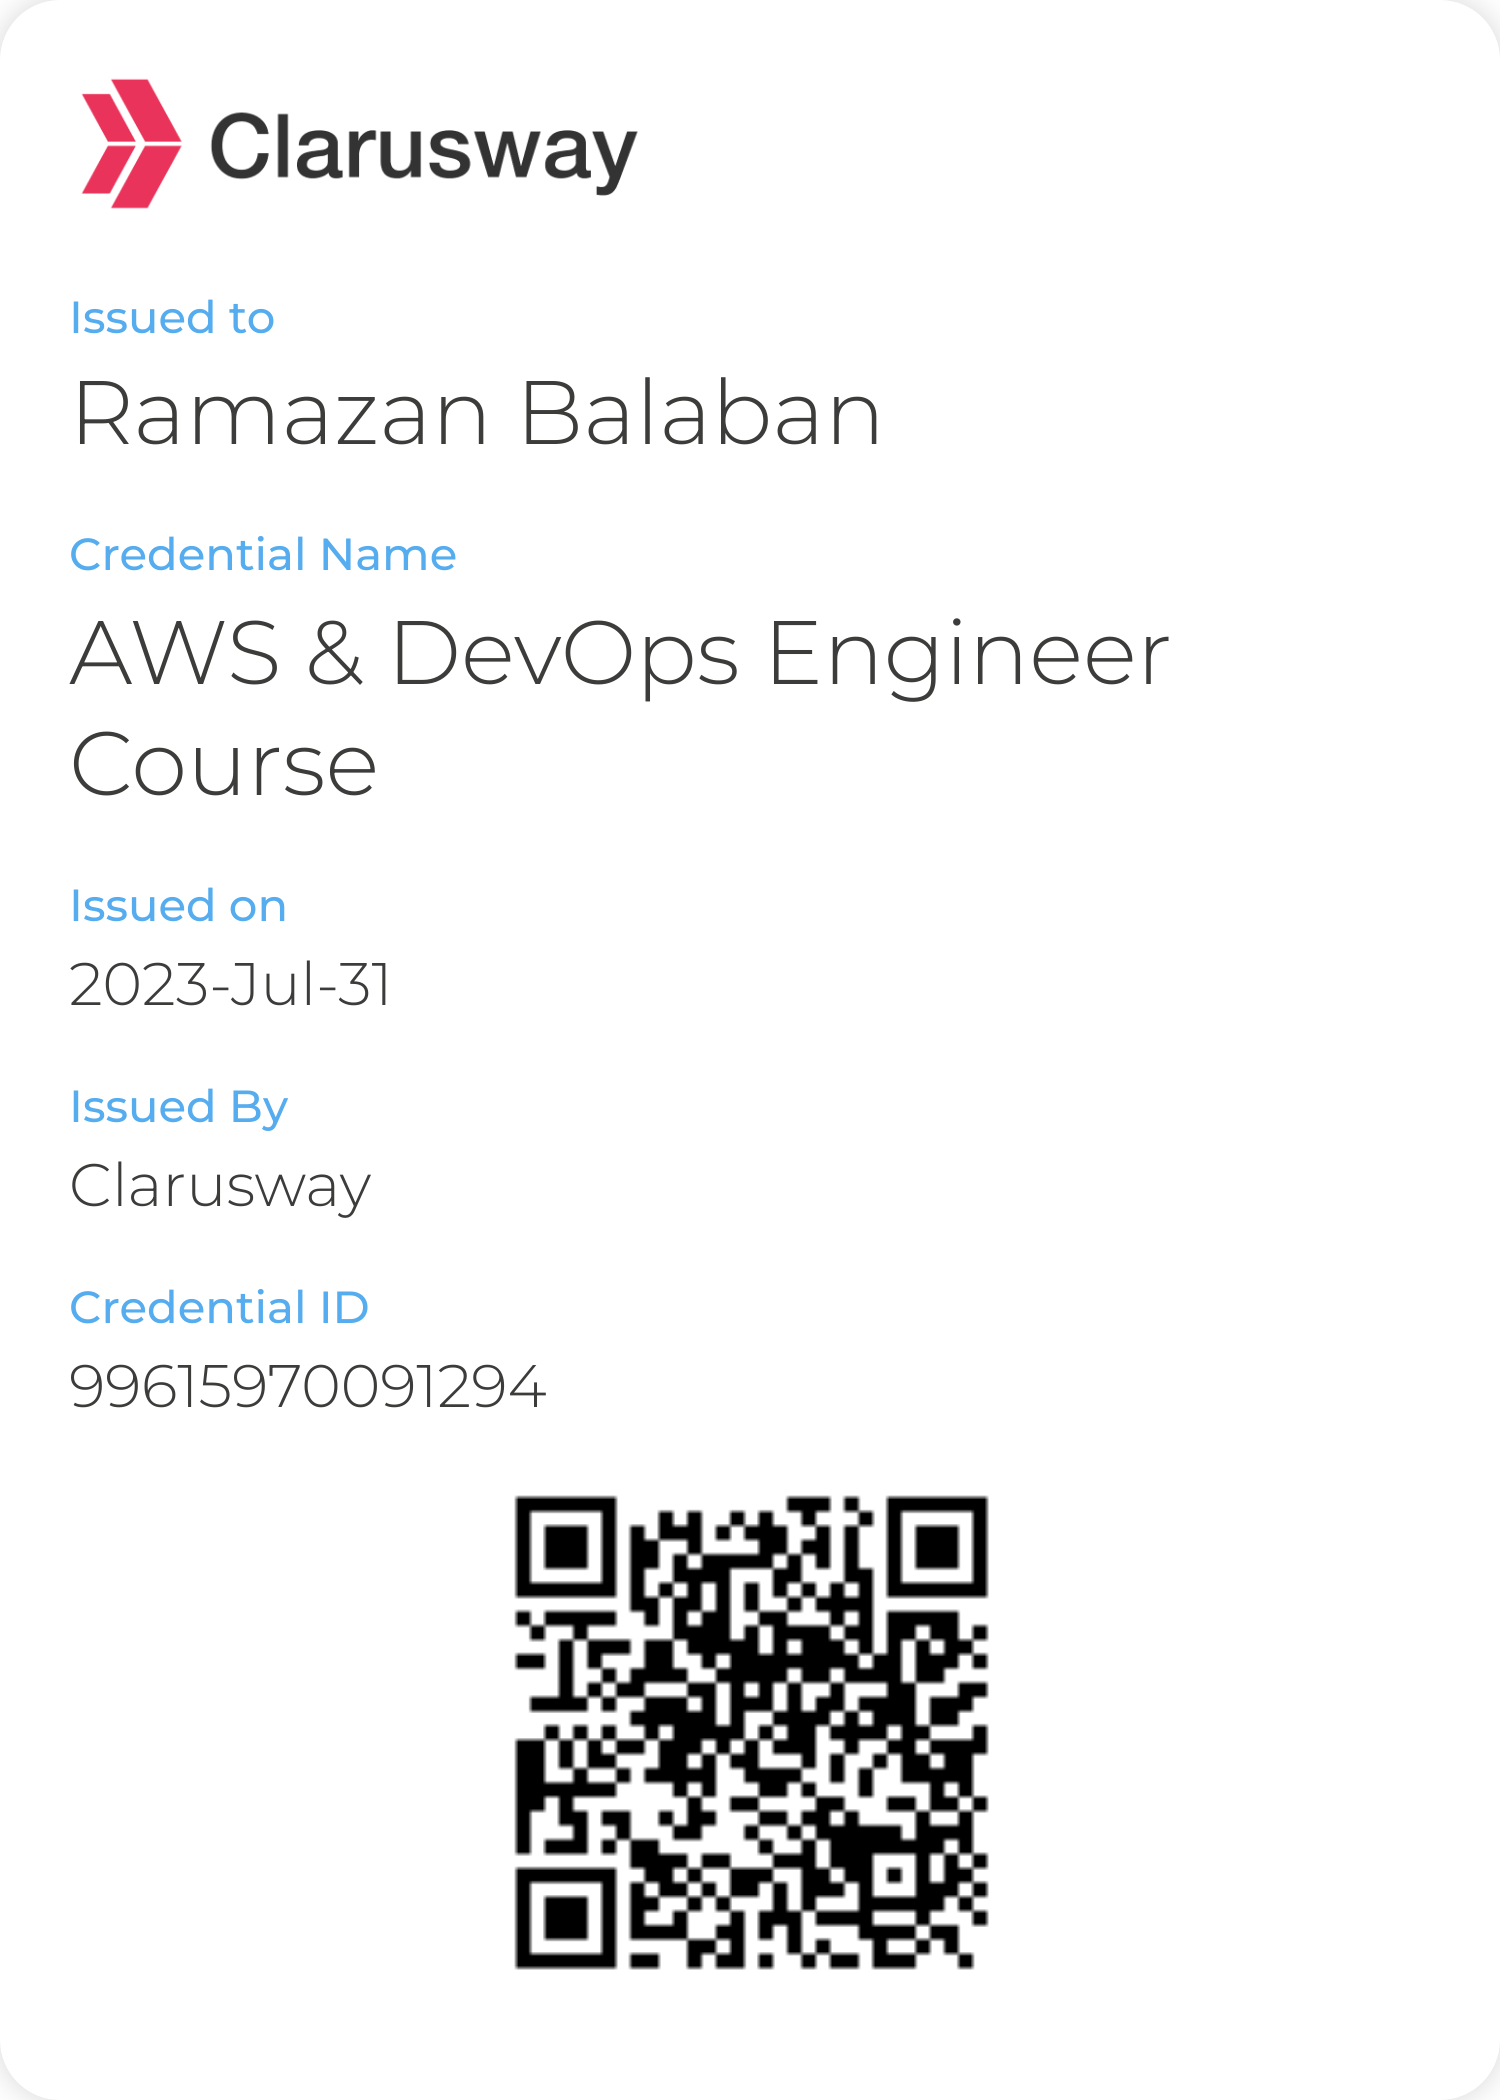 Clarusway
Issued to
Ramazan Balaban
Credential Name
AWS & DevOps Engineer
Course
Issued on
2023-Jul-31
Issued By
Clarusway
Credential ID
99615970091294